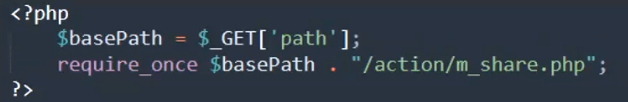 <?php
$basePath = $_GET['path'];
require_once $basePath . "/action/m_share.php";
?>